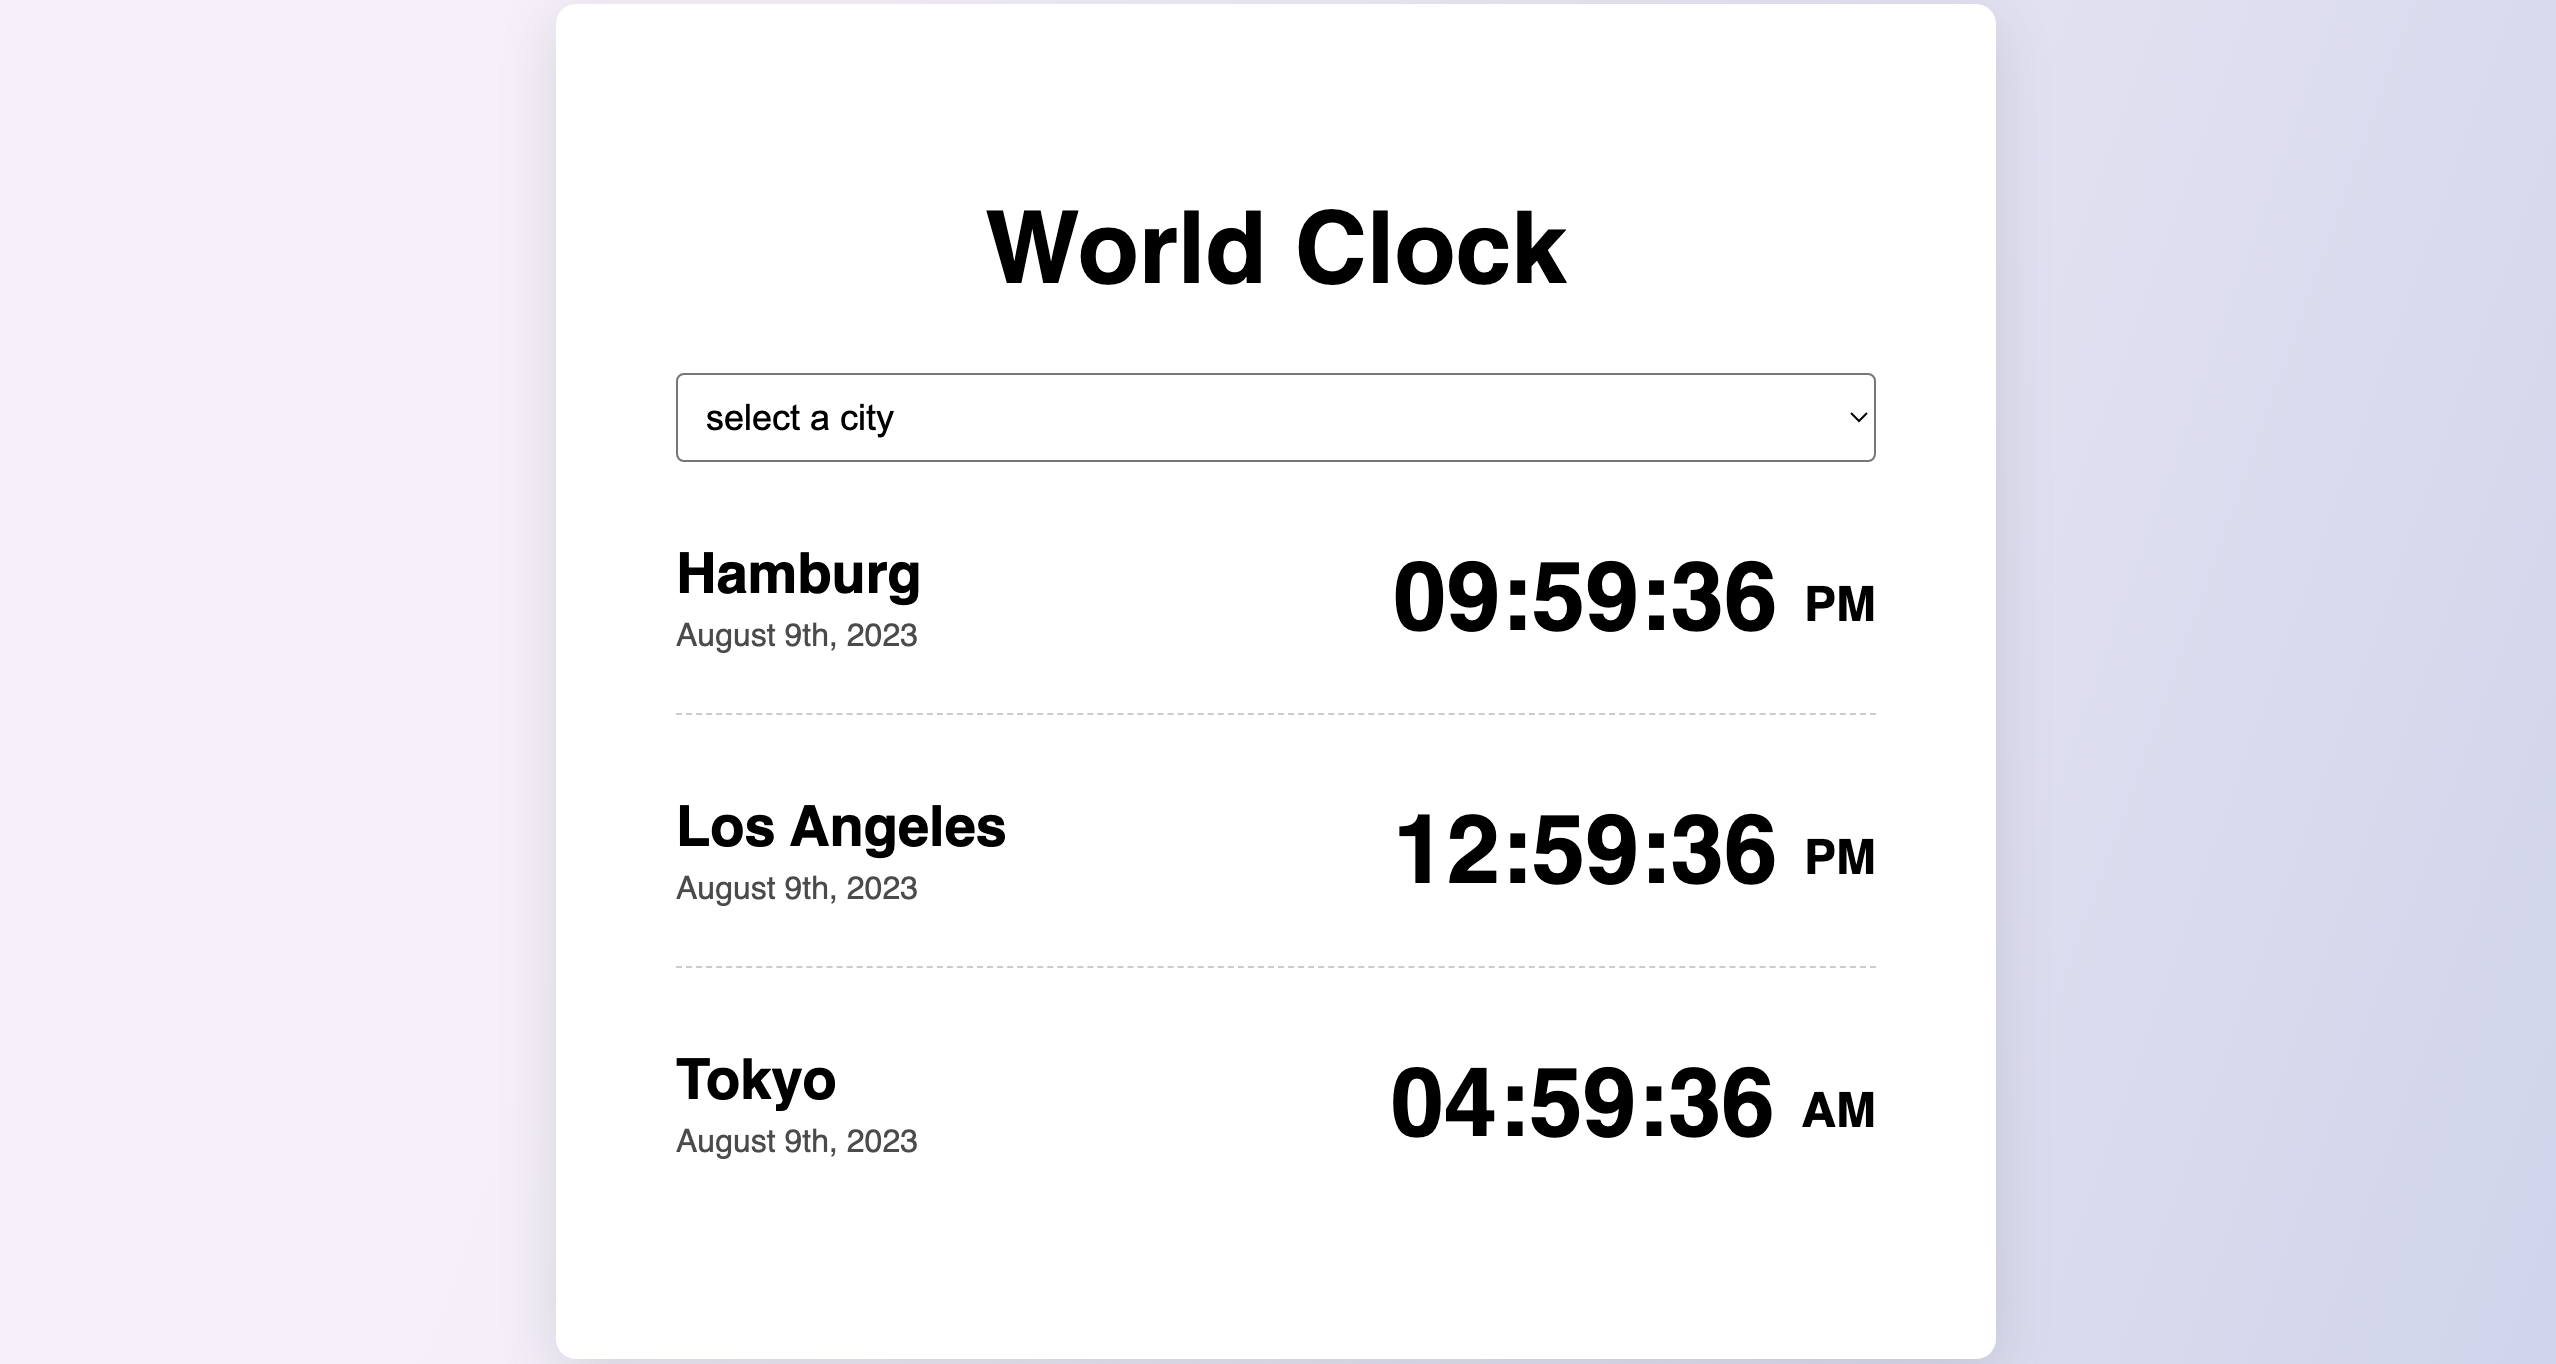 World Clock
select a city
Hamburg
09:59:36 PM
August 9th, 2023
Los Angeles
12:59:36 PM
August 9th, 2023
Tokyo
04:59:36 AM
August 9th, 2023